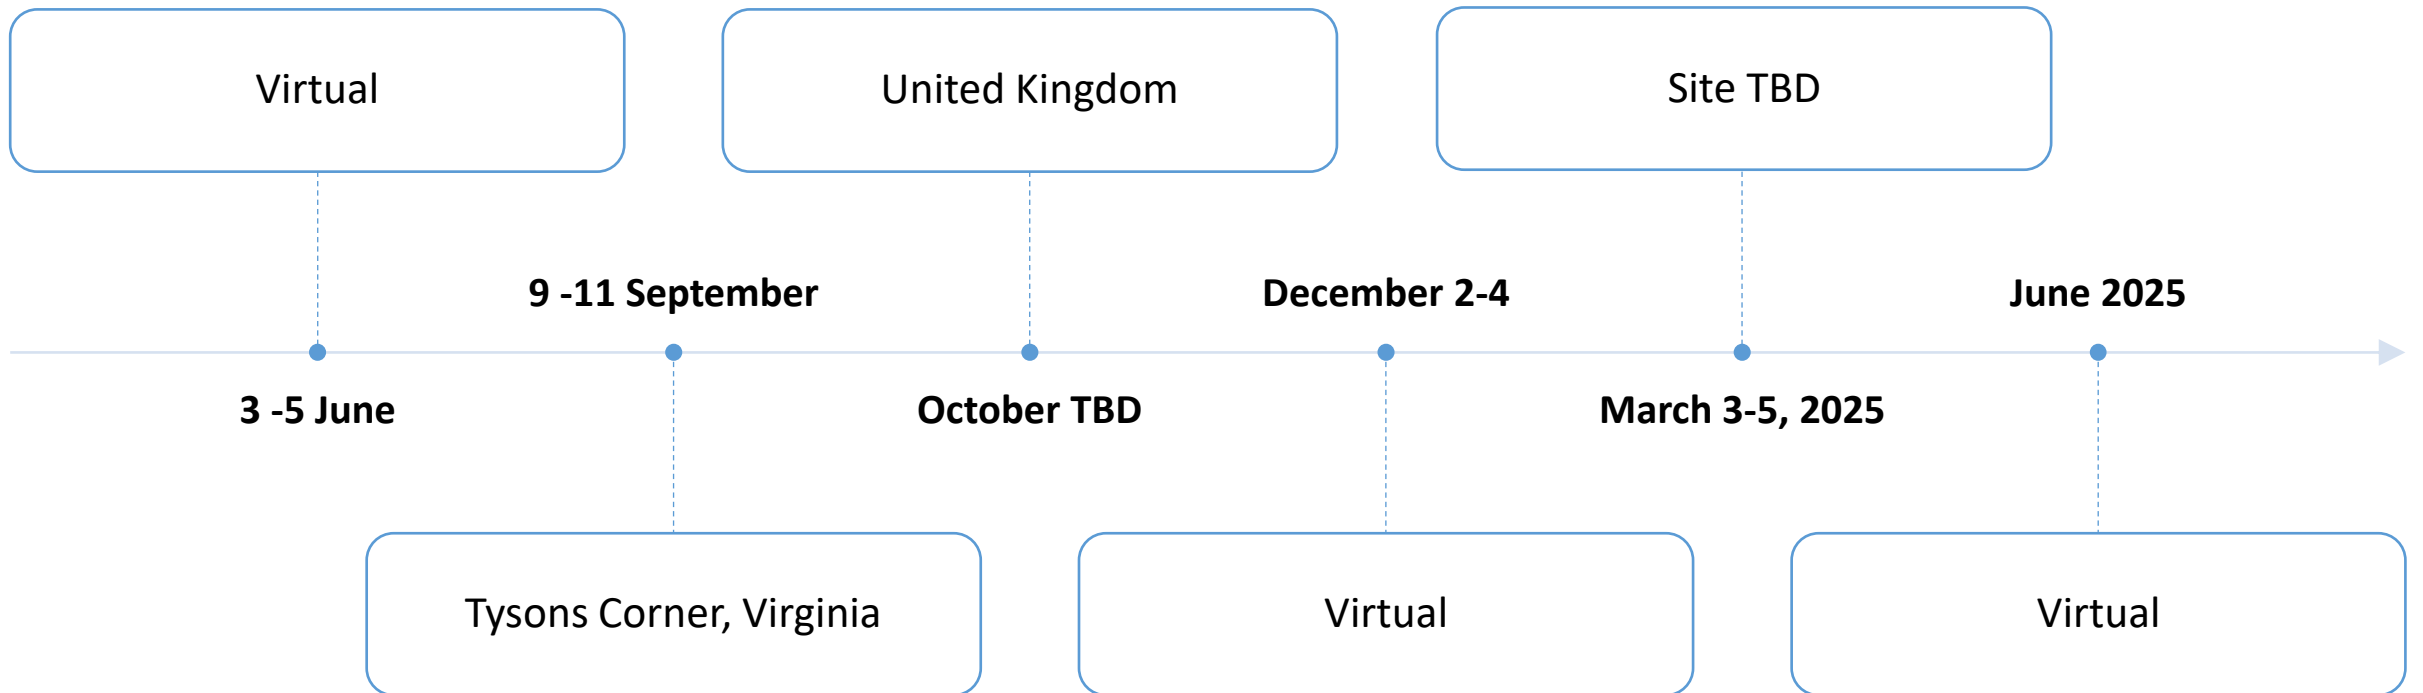 Virtual
United Kingdom
Site TBD
9 -11 September
December 2-4
June 2025
3 -5 June
October TBD
March 3-5, 2025
Tysons Corner, Virginia
Virtual
Virtual